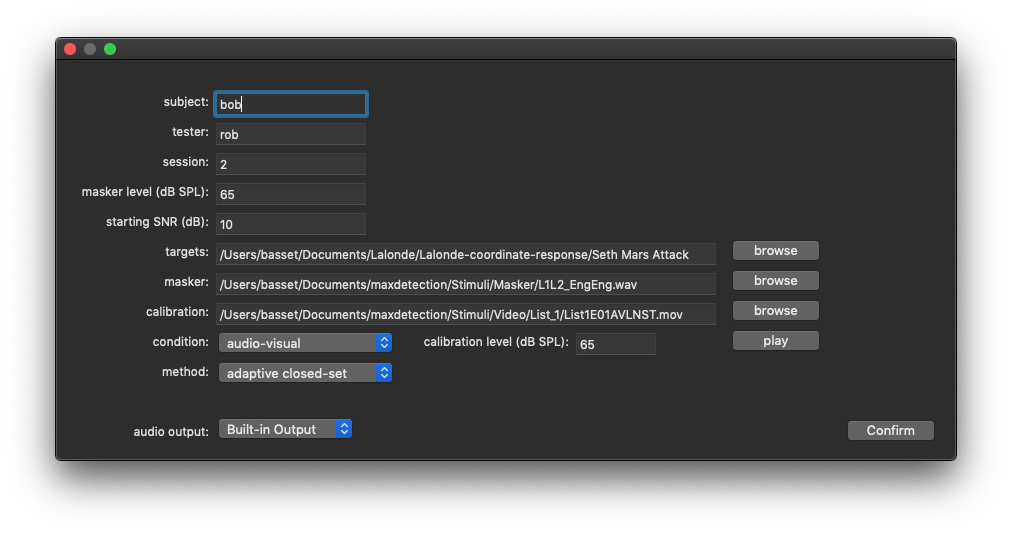 subject: bob
tester: rob
session: 2
masker level (dB SPL): 65
starting SNR (dB): 10
targets: /Users/basset/Documents/Lalonde/Lalonde-coordinate-response/Seth Mars Attack browse
masker: /Users/basset/Documents/maxdetection/Stimuli/Masker/L1L2_EngEng.wav browse
calibration: /Users/basset/Documents/maxdetection/Stimuli/Video/List_1/List1E01AVLNST.mov browse
condition: audio-visual calibration level (dB SPL): 65 play
method: adaptive closed-set
audio output: Built-in Output Confirm